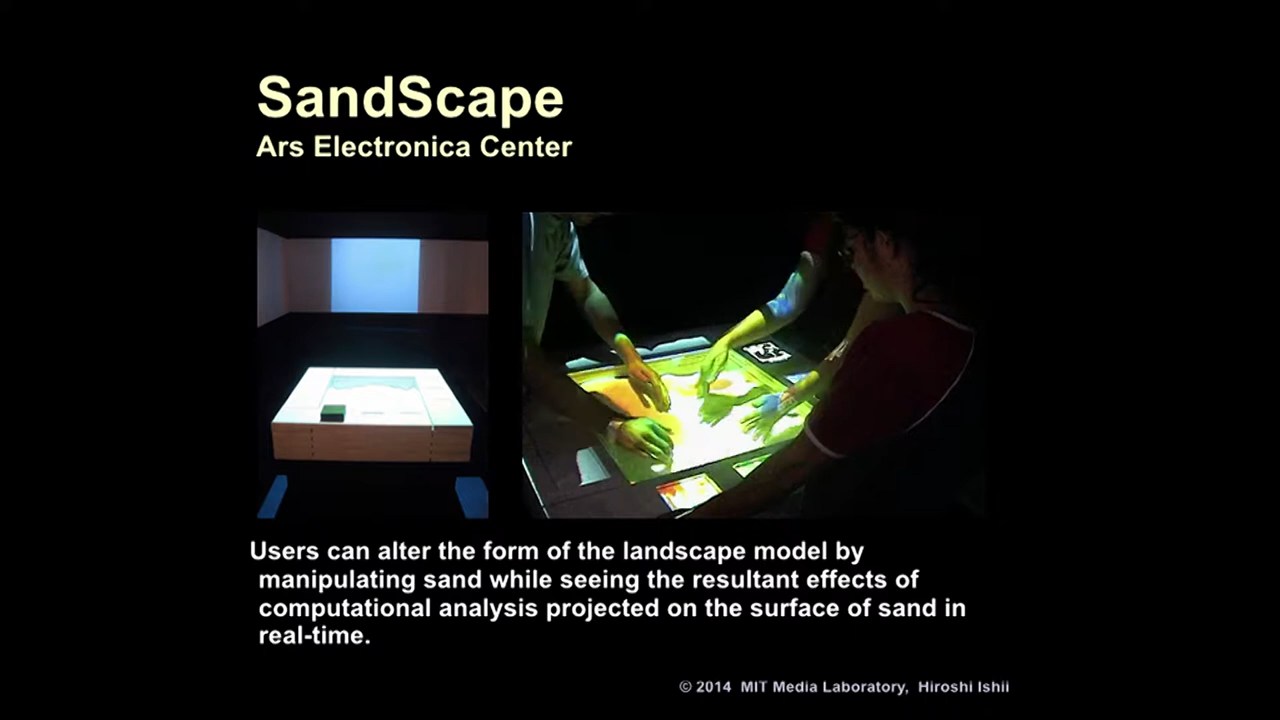 SandScape
Ars Electronica Center
Users can alter the form of the landscape model by
manipulating sand while seeing the resultant effects of
computational analysis projected on the surface of sand in
real-time.
© 2014 MIT Media Laboratory, Hiroshi Ishii